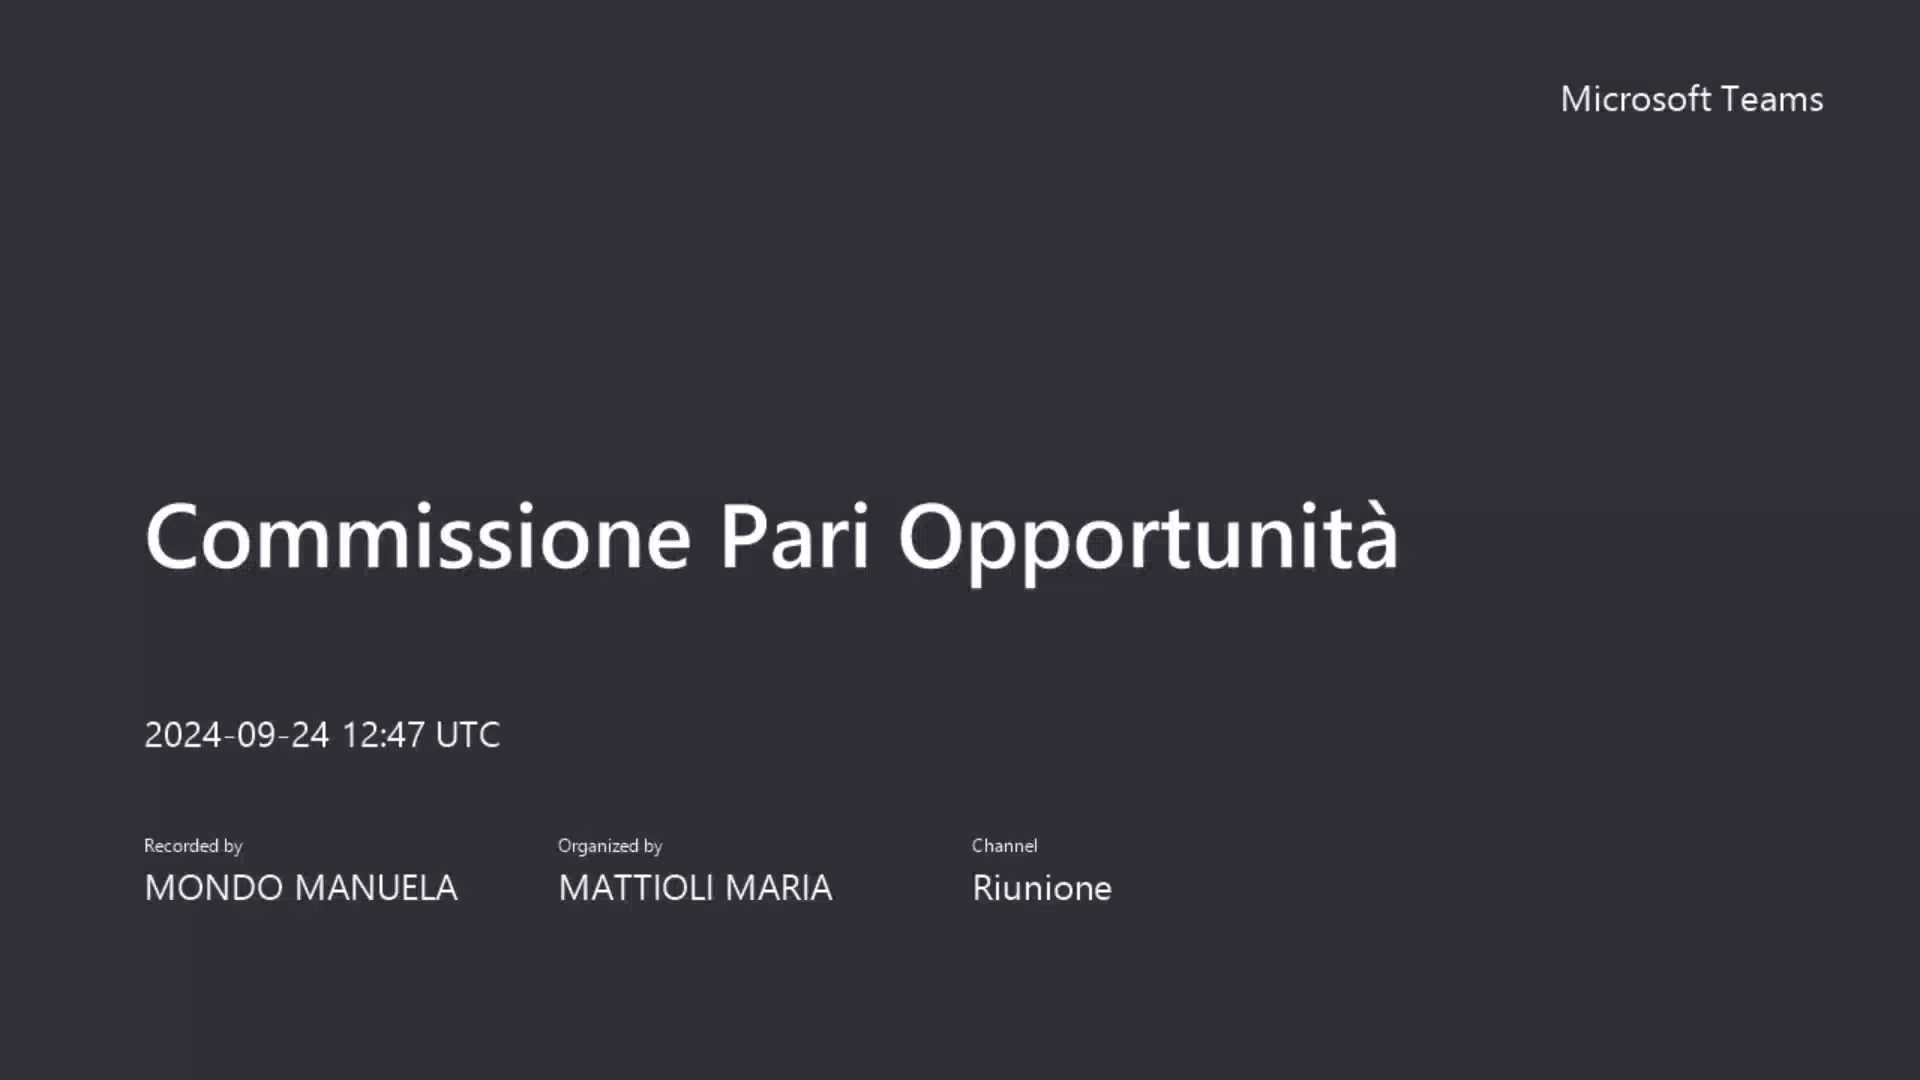 Microsoft Teams
Commissione Pari Opportunità
2024-09-24 12:47 UTC
Recorded by
MONDO MANUELA
Organized by
MATTIOLI MARIA
Channel
Riunione